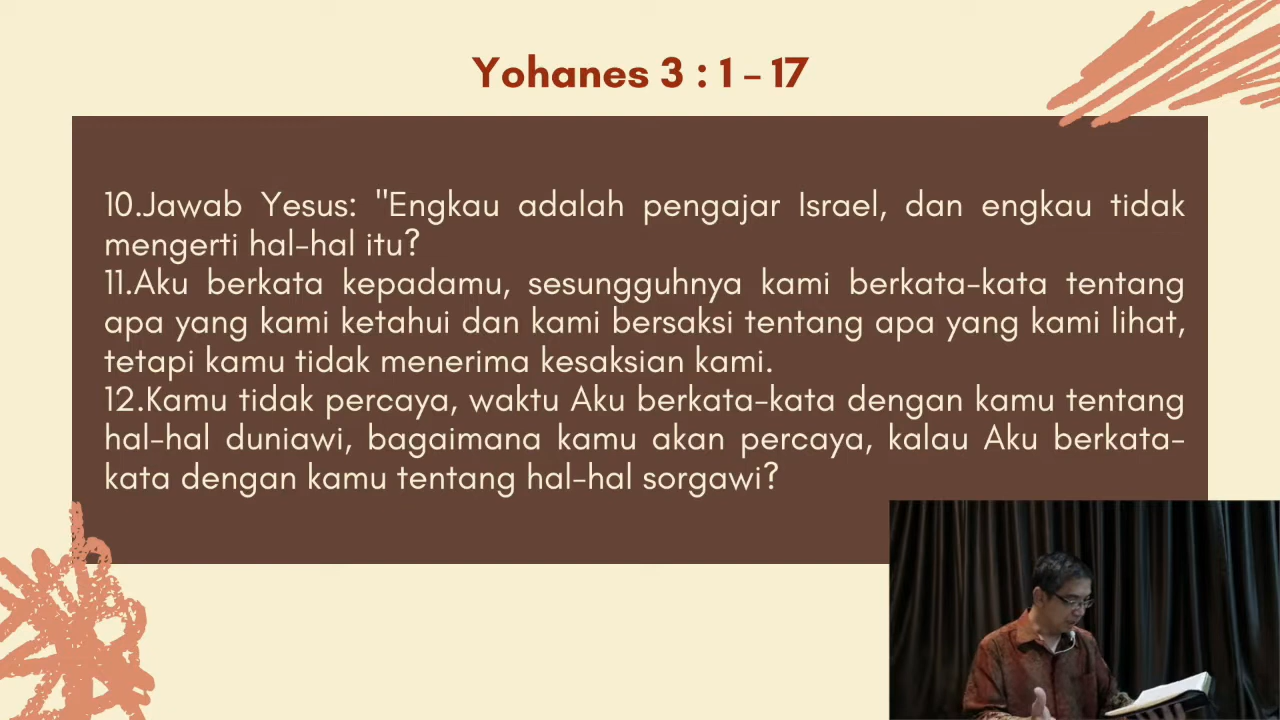 Yohanes 3 : 1 – 17
10.Jawab Yesus: "Engkau adalah pengajar Israel, dan engkau tidak
mengerti hal-hal itu?
11.Aku berkata kepadamu, sesungguhnya kami berkata-kata tentang
apa yang kami ketahui dan kami bersaksi tentang apa yang kami lihat,
tetapi kamu tidak menerima kesaksian kami.
12.Kamu tidak percaya, waktu Aku berkata-kata dengan kamu tentang
hal-hal duniawi, bagaimana kamu akan percaya, kalau Aku berkata-
kata dengan kamu tentang hal-hal sorgawi?